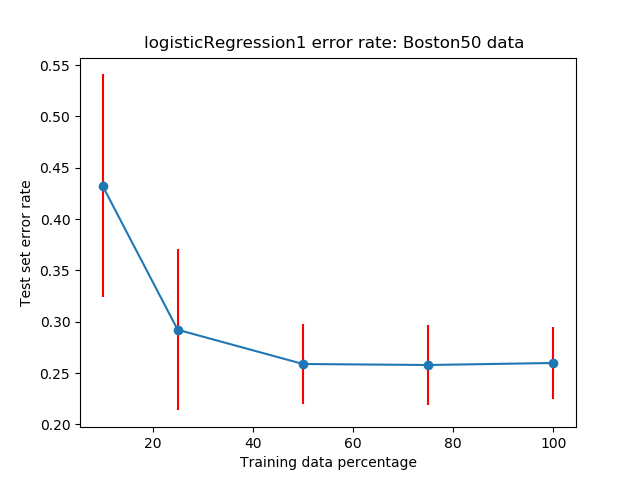 logisticRegression1 error rate: Boston50 data
0.55
0.50
0.45
0.40
0.35
0.30
0.25
0.20
Test set error rate
20 40 60 80 100
Training data percentage